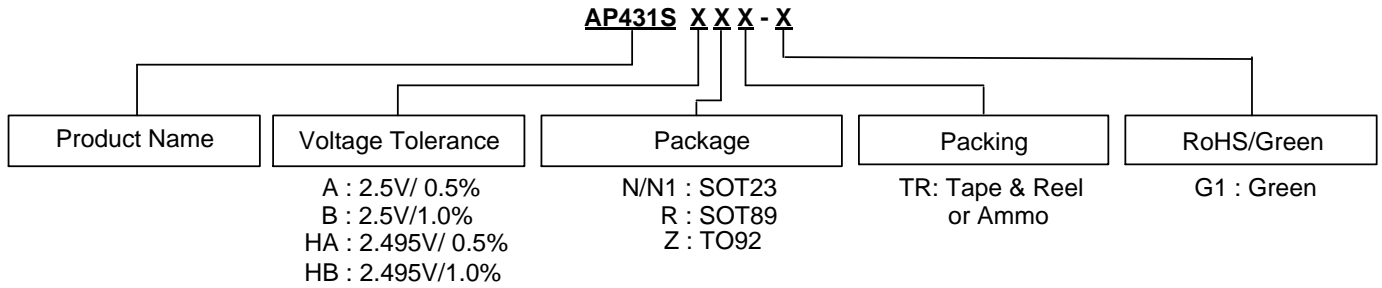 AP431S X X X - X
Product Name
Voltage Tolerance
Package
Packing
RoHS/Green
A : 2.5V/ 0.5%
B : 2.5V/1.0%
HA : 2.495V/ 0.5%
HB : 2.495V/1.0%
N/N1 : SOT23
R : SOT89
Z : TO92
TR: Tape & Reel
or Ammo
G1 : Green